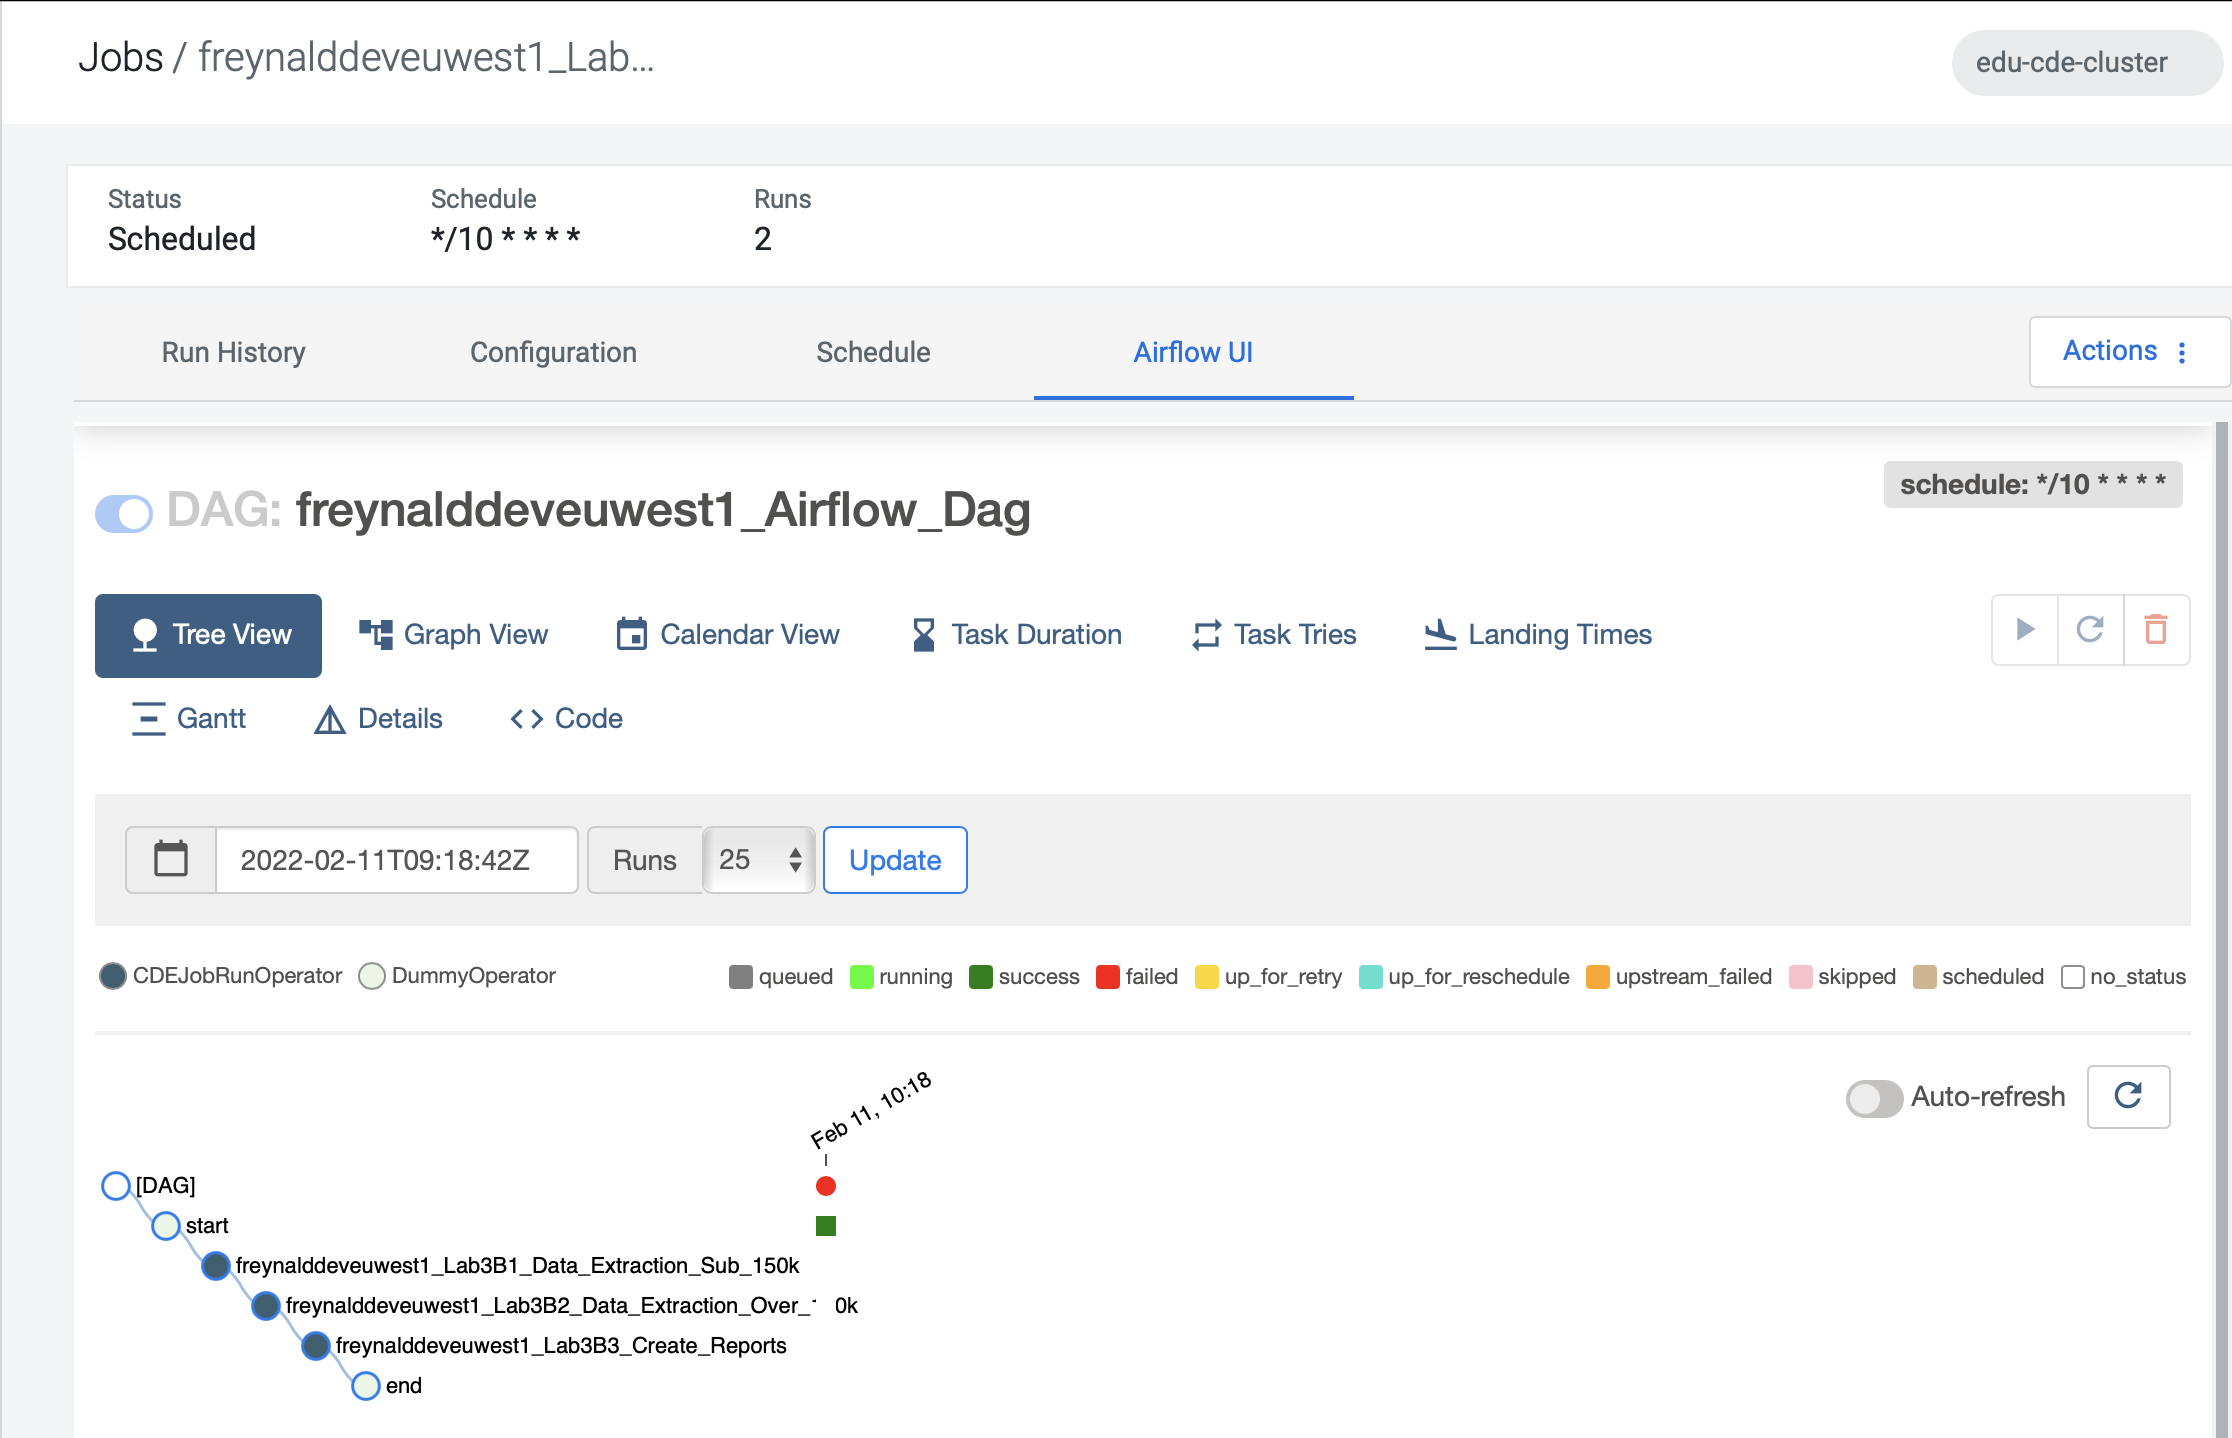 Jobs / freynalddeveuwest1_Lab...
edu-cde-cluster
Status
Scheduled
Schedule
*/10 * * * *
Runs
2
Run History
Configuration
Schedule
Airflow UI
Actions
DAG: freynalddeveuwest1_Airflow_Dag
schedule: */10 * * * *
Tree View
Graph View
Calendar View
Task Duration
Task Tries
Landing Times
Gantt
Details
Code
2022-02-11T09:18:42Z
Runs
25
Update
CDEJobRunOperator
DummyOperator
queued
running
success
failed
up_for_retry
up_for_reschedule
upstream_failed
skipped
scheduled
no_status
Auto-refresh
Feb 11, 10:18
[DAG]
start
freynalddeveuwest1_Lab3B1_Data_Extraction_Sub_150k
freynalddeveuwest1_Lab3B2_Data_Extraction_Over_ 0k
freynalddeveuwest1_Lab3B3_Create_Reports
end